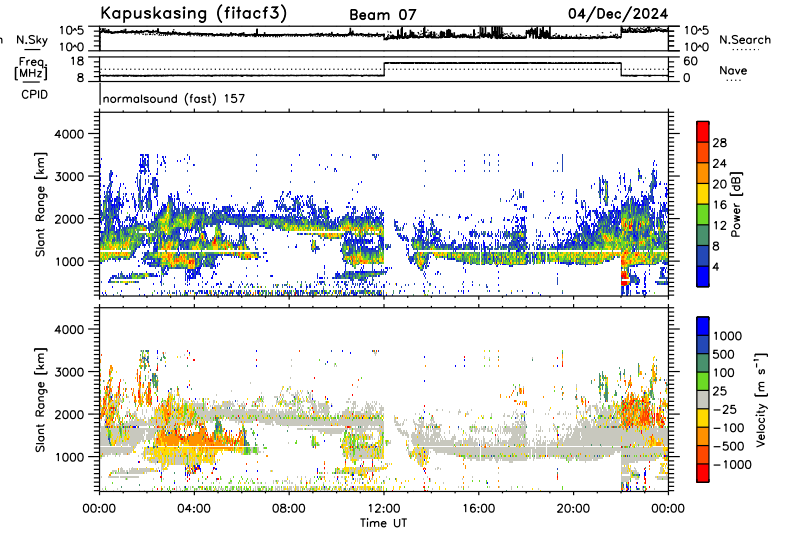 Kapuskasing (fitacf3) Beam 07 04/Dec/2024
N.Sky 10^5 10^0 10^5 10^0 N.Search
Freq. [MHz] 18 8 60 0 Nave
CPID normalsound (fast) 157
Slant Range [km] 4000 3000 2000 1000
Power [dB] 28 24 20 16 12 8 4
Slant Range [km] 4000 3000 2000 1000
Velocity [m s⁻¹] 1000 500 100 25 −25 −100 −500 −1000
00:00 04:00 08:00 12:00 16:00 20:00 00:00
Time UT